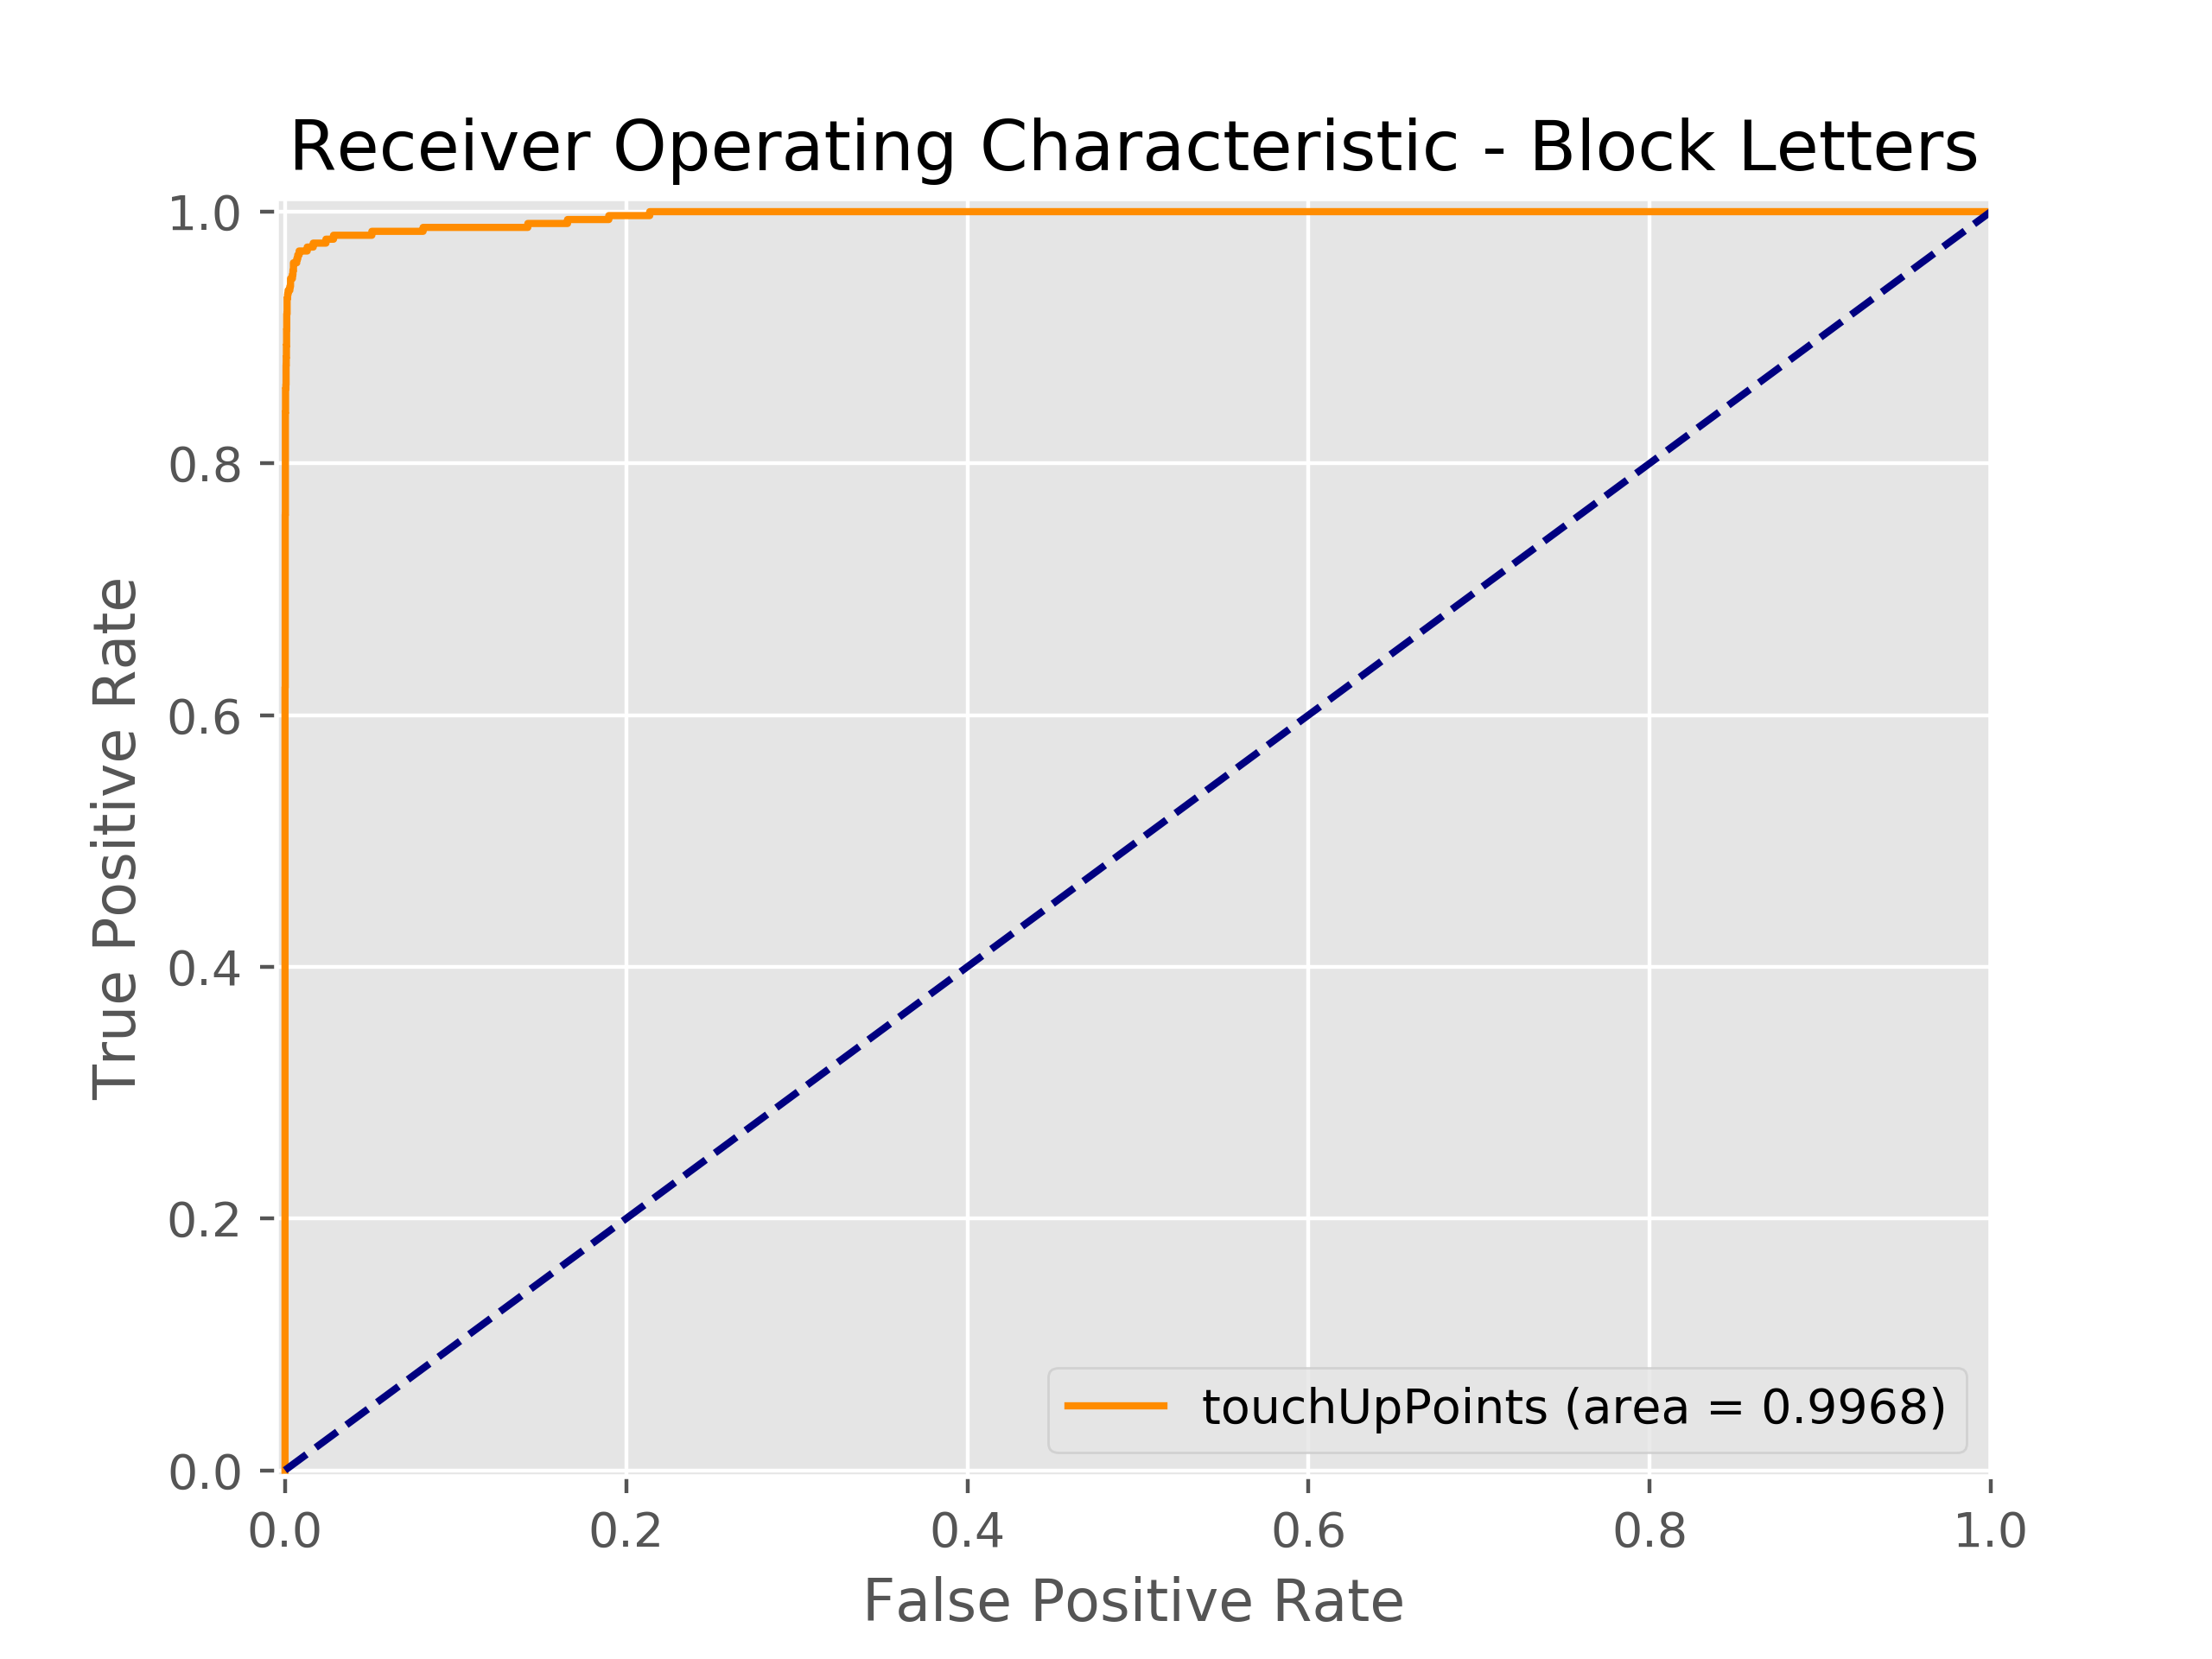 Receiver Operating Characteristic - Block Letters
1.0
0.8
0.6
0.4
0.2
0.0
True Positive Rate
touchUpPoints (area = 0.9968)
0.0 0.2 0.4 0.6 0.8 1.0
False Positive Rate